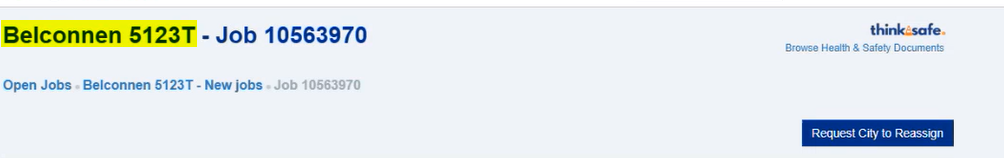 Belconnen 5123T - Job 10563970
thinksafe.
Browse Health & Safety Documents
Open Jobs Belconnen 5123T - New jobs Job 10563970
Request City to Reassign